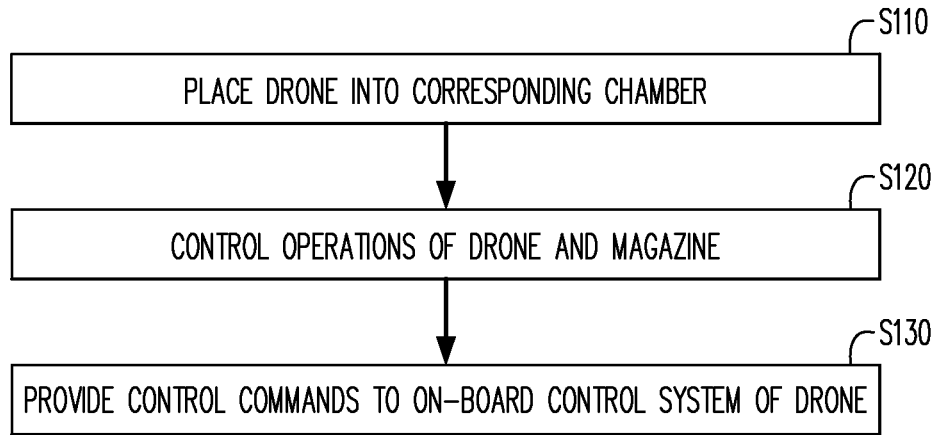 S110
PLACE DRONE INTO CORRESPONDING CHAMBER
S120
CONTROL OPERATIONS OF DRONE AND MAGAZINE
S130
PROVIDE CONTROL COMMANDS TO ON-BOARD CONTROL SYSTEM OF DRONE